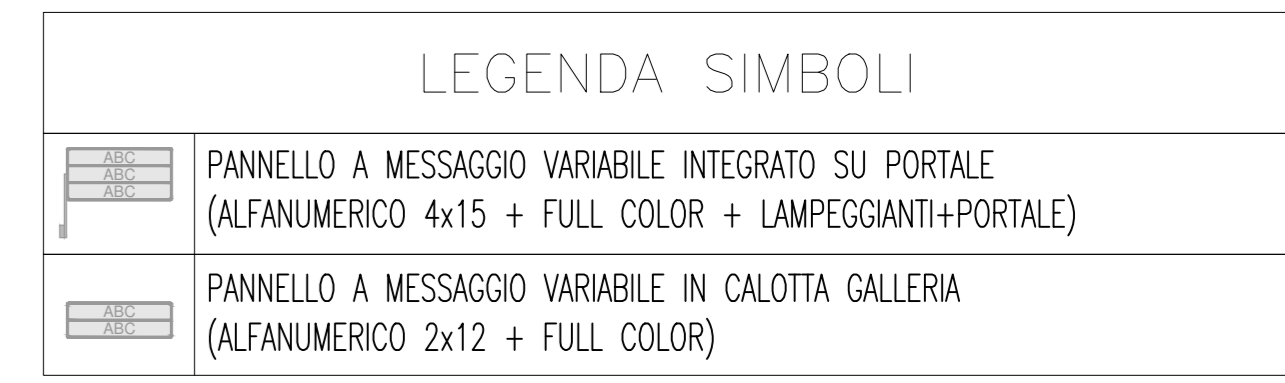 LEGENDA SIMBOLI
ABC
ABC
ABC
PANNELLO A MESSAGGIO VARIABILE INTEGRATO SU PORTALE
(ALFANUMERICO 4x15 + FULL COLOR + LAMPEGGIANTI+PORTALE)
ABC
ABC
PANNELLO A MESSAGGIO VARIABILE IN CALOTTA GALLERIA
(ALFANUMERICO 2x12 + FULL COLOR)